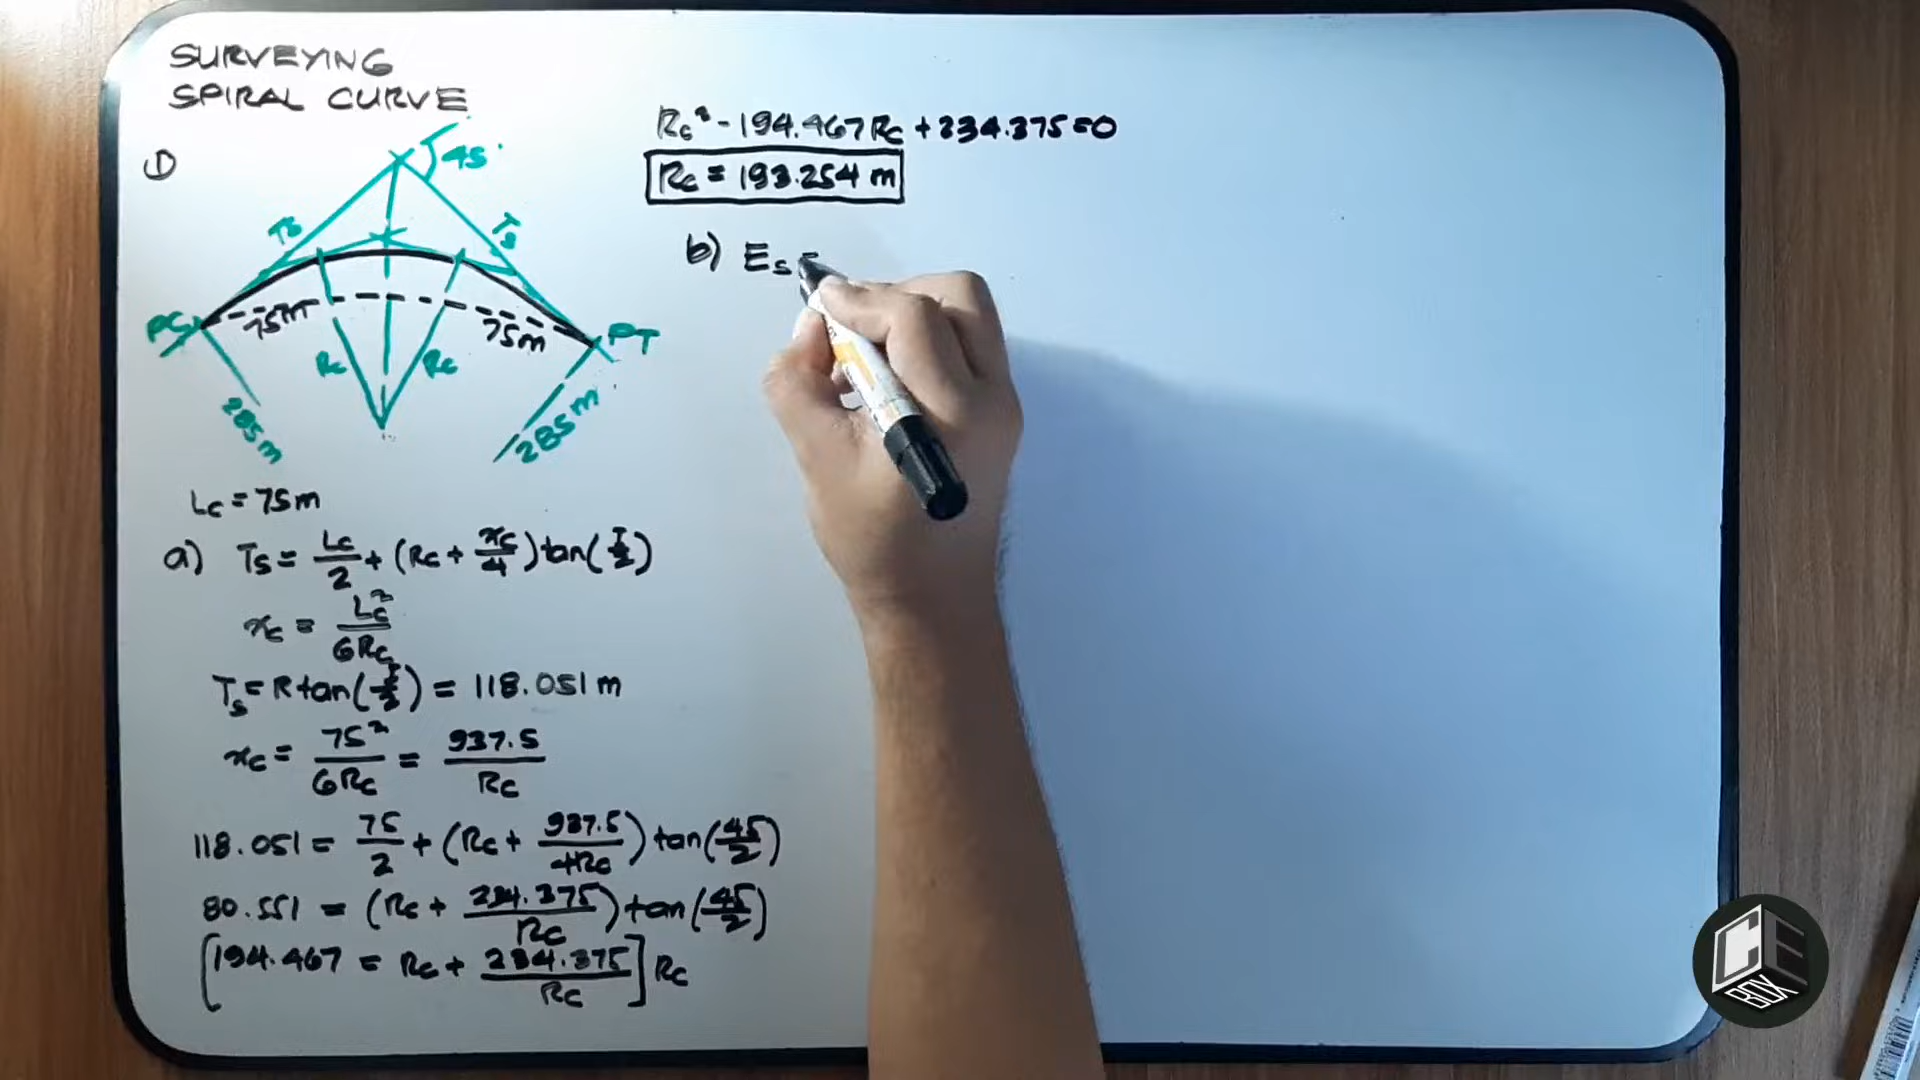 SURVEYING
SPIRAL CURVE
①
45°
Ts
Ts
PC
75m
75m
PT
Rc
Rc
285m
285m
Lc = 75m
a) Ts = Lc/2 + (Rc + xc/4) tan(I/2)
xc = Lc²/6Rc
Ts = R tan(I/2) = 118.051 m
xc = 75²/6Rc = 937.5/Rc
118.051 = 75/2 + (Rc + 937.5/4Rc) tan(45/2)
80.551 = (Rc + 234.375/Rc) tan(45/2)
[194.467 = Rc + 234.375/Rc] Rc
Rc² - 194.467Rc + 234.375 = 0
Rc = 193.254 m
b) Es =
CE
BOX